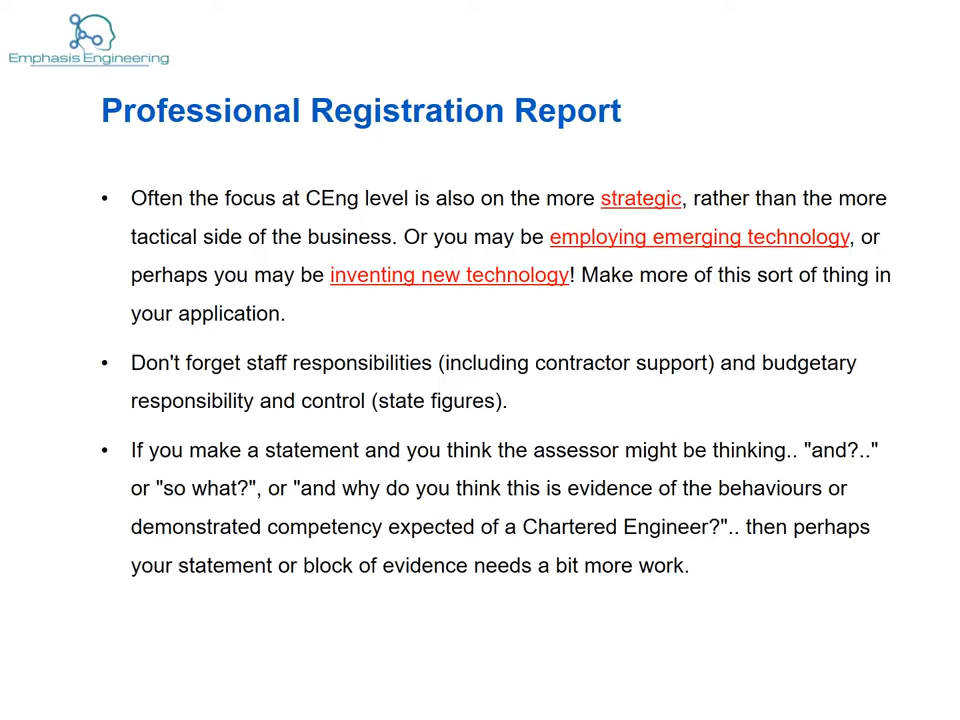 Emphasis Engineering
Professional Registration Report
• Often the focus at CEng level is also on the more strategic, rather than the more
tactical side of the business. Or you may be employing emerging technology, or
perhaps you may be inventing new technology! Make more of this sort of thing in
your application.
• Don't forget staff responsibilities (including contractor support) and budgetary
responsibility and control (state figures).
• If you make a statement and you think the assessor might be thinking.. "and?.."
or "so what?", or "and why do you think this is evidence of the behaviours or
demonstrated competency expected of a Chartered Engineer?".. then perhaps
your statement or block of evidence needs a bit more work.